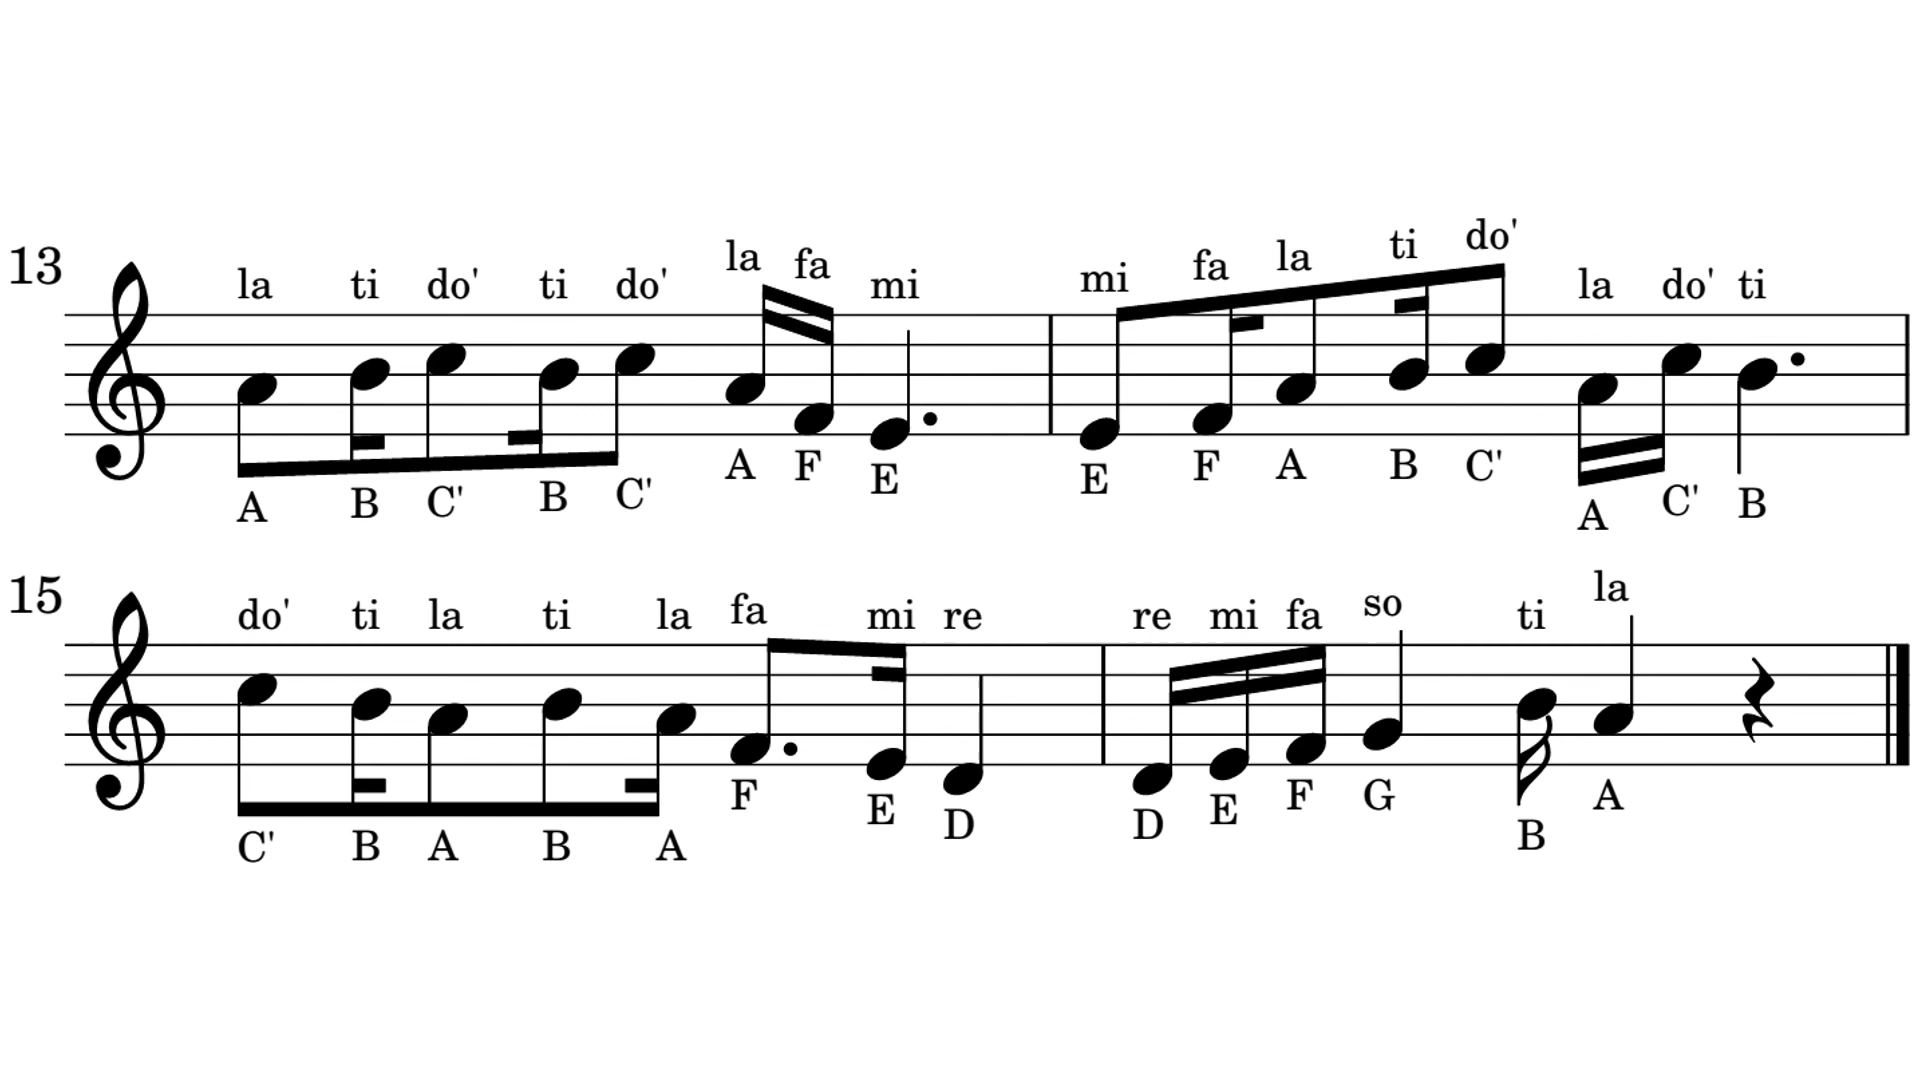 13
la ti do' ti do' la fa mi mi fa la ti do' la do' ti
A B C' B C' A F E E F A B C' A C' B
15
do' ti la ti la fa mi re re mi fa so ti la
C' B A B A F E D D E F G B A